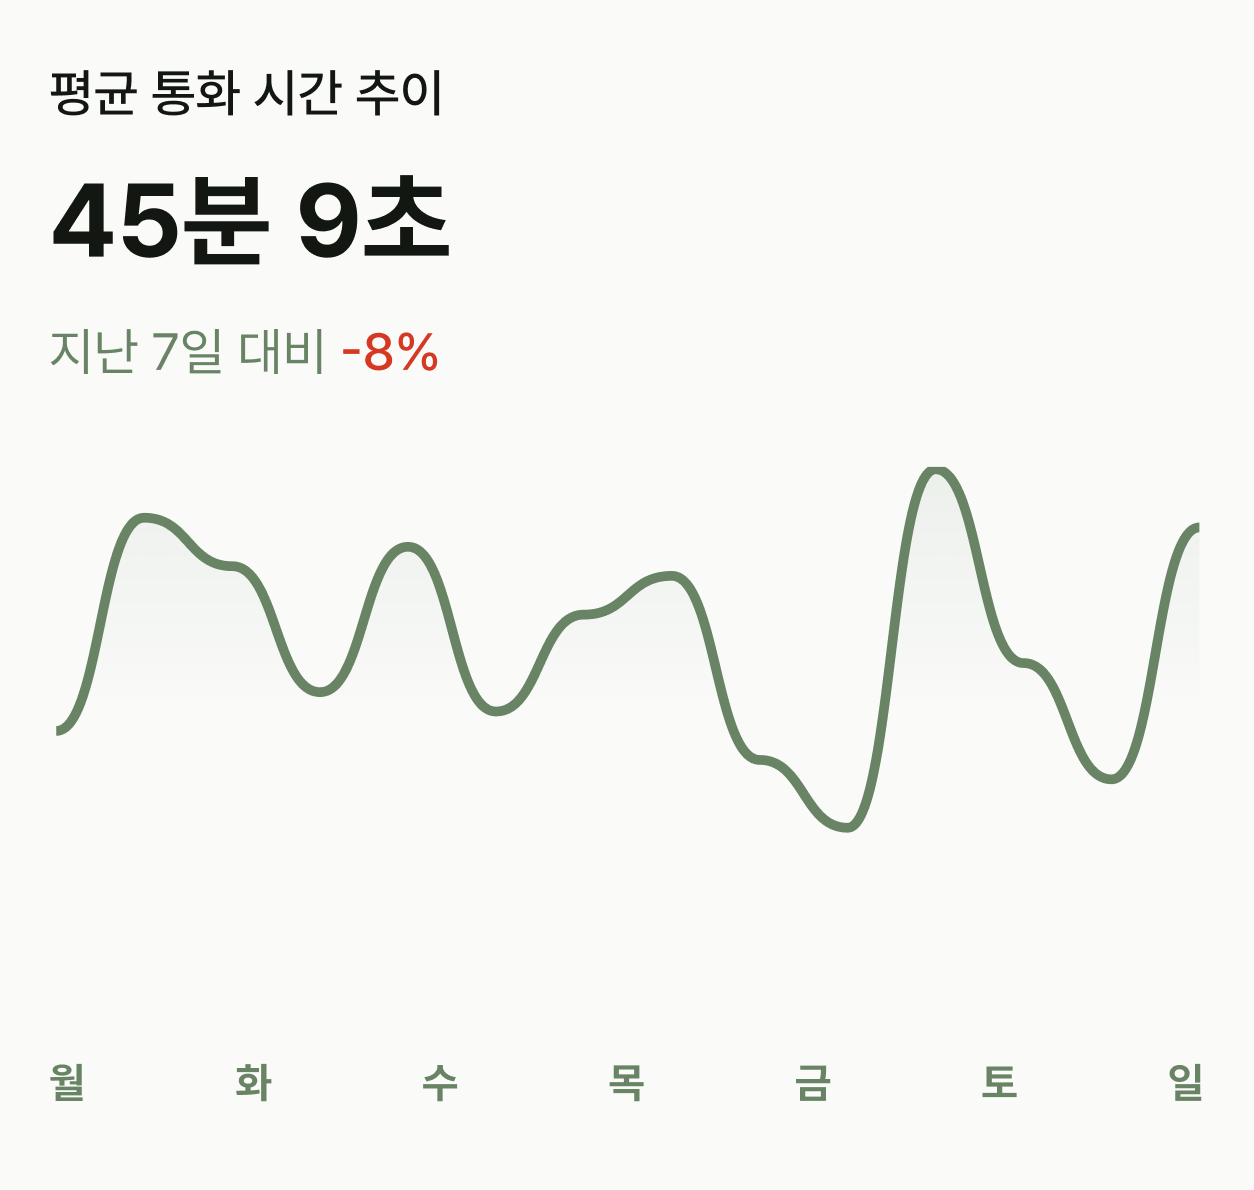 평균 통화 시간 추이
45분 9초
지난 7일 대비 -8%
월 화 수 목 금 토 일